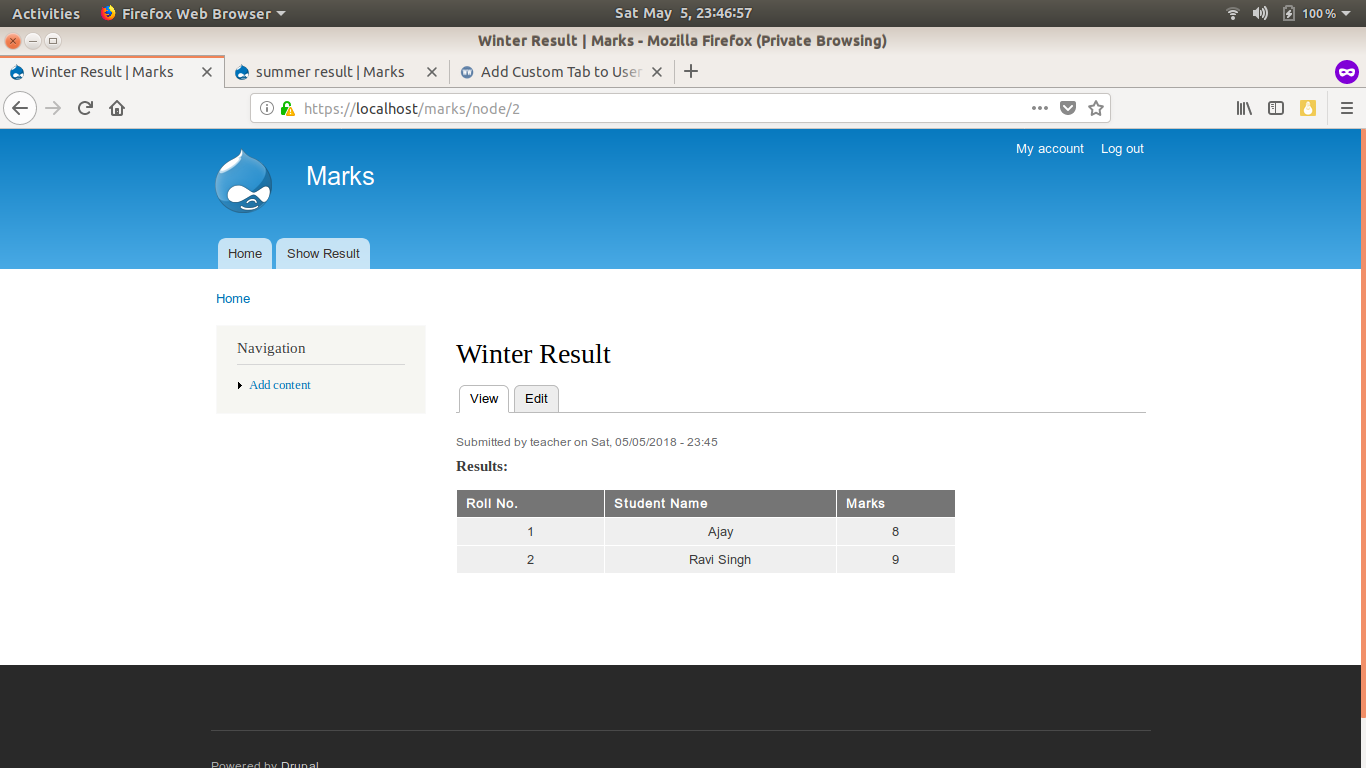 Activities Firefox Web Browser Sat May 5, 23:46:57 100 %
Winter Result | Marks - Mozilla Firefox (Private Browsing)
Winter Result | Marks summer result | Marks Add Custom Tab to User
https://localhost/marks/node/2
My account Log out
Marks
Home Show Result
Home
Navigation
Add content
Winter Result
View Edit
Submitted by teacher on Sat, 05/05/2018 - 23:45
Results:
Roll No. Student Name Marks
1 Ajay 8
2 Ravi Singh 9
Powered by Drupal